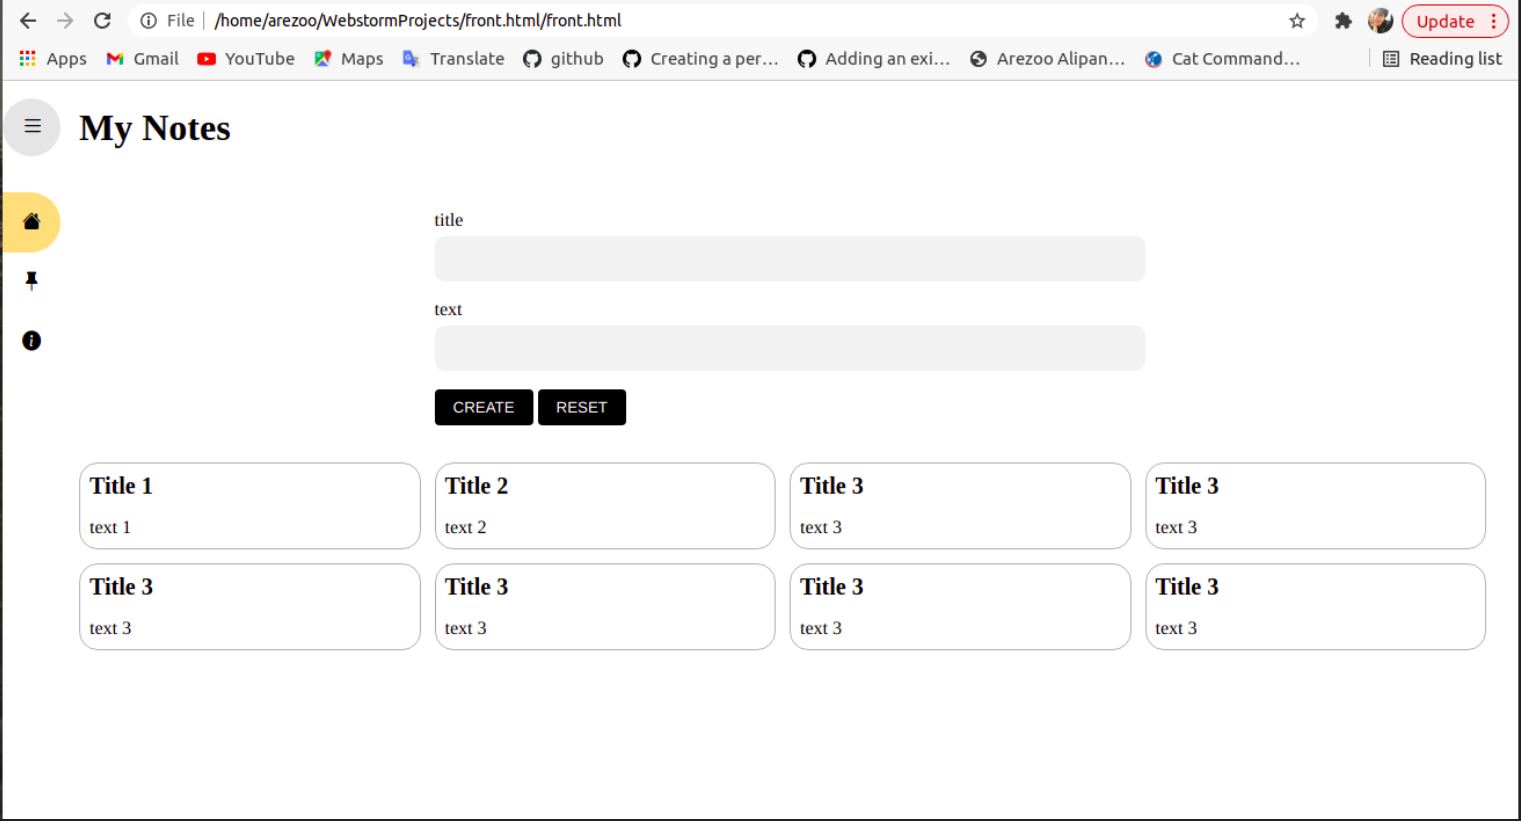 File /home/arezoo/WebstormProjects/front.html/front.html Update
Apps Gmail YouTube Maps Translate github Creating a per... Adding an exi... Arezoo Alipan... Cat Command... Reading list
My Notes
title
text
CREATE RESET
Title 1 Title 2 Title 3 Title 3
text 1 text 2 text 3 text 3
Title 3 Title 3 Title 3 Title 3
text 3 text 3 text 3 text 3